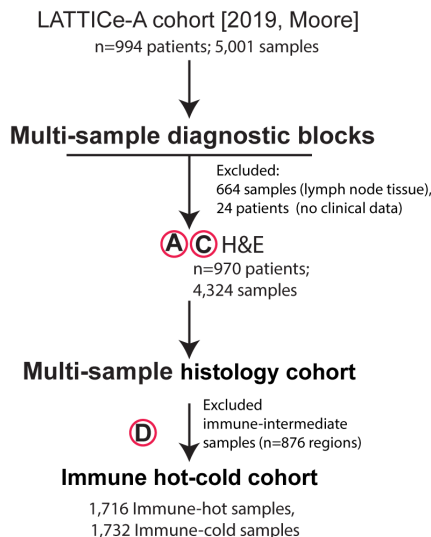 LATTICe-A cohort [2019, Moore]
n=994 patients; 5,001 samples
Multi-sample diagnostic blocks
Excluded:
664 samples (lymph node tissue),
24 patients (no clinical data)
A C H&E
n=970 patients;
4,324 samples
Multi-sample histology cohort
Excluded
immune-intermediate
D
samples (n=876 regions)
Immune hot-cold cohort
1,716 Immune-hot samples,
1,732 Immune-cold samples